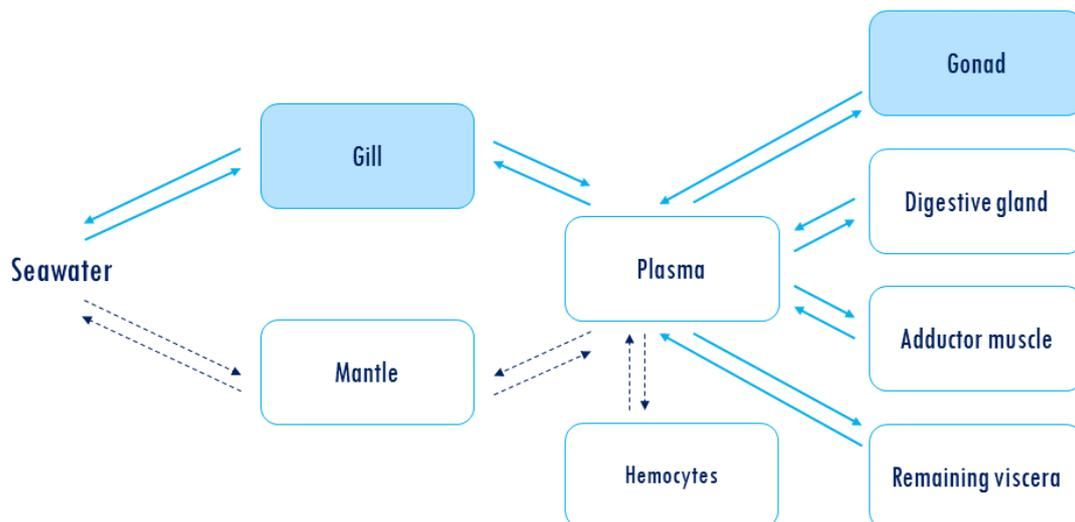 Gonad
Gill
Digestive gland
Seawater
Plasma
Adductor muscle
Mantle
Hemocytes
Remaining viscera